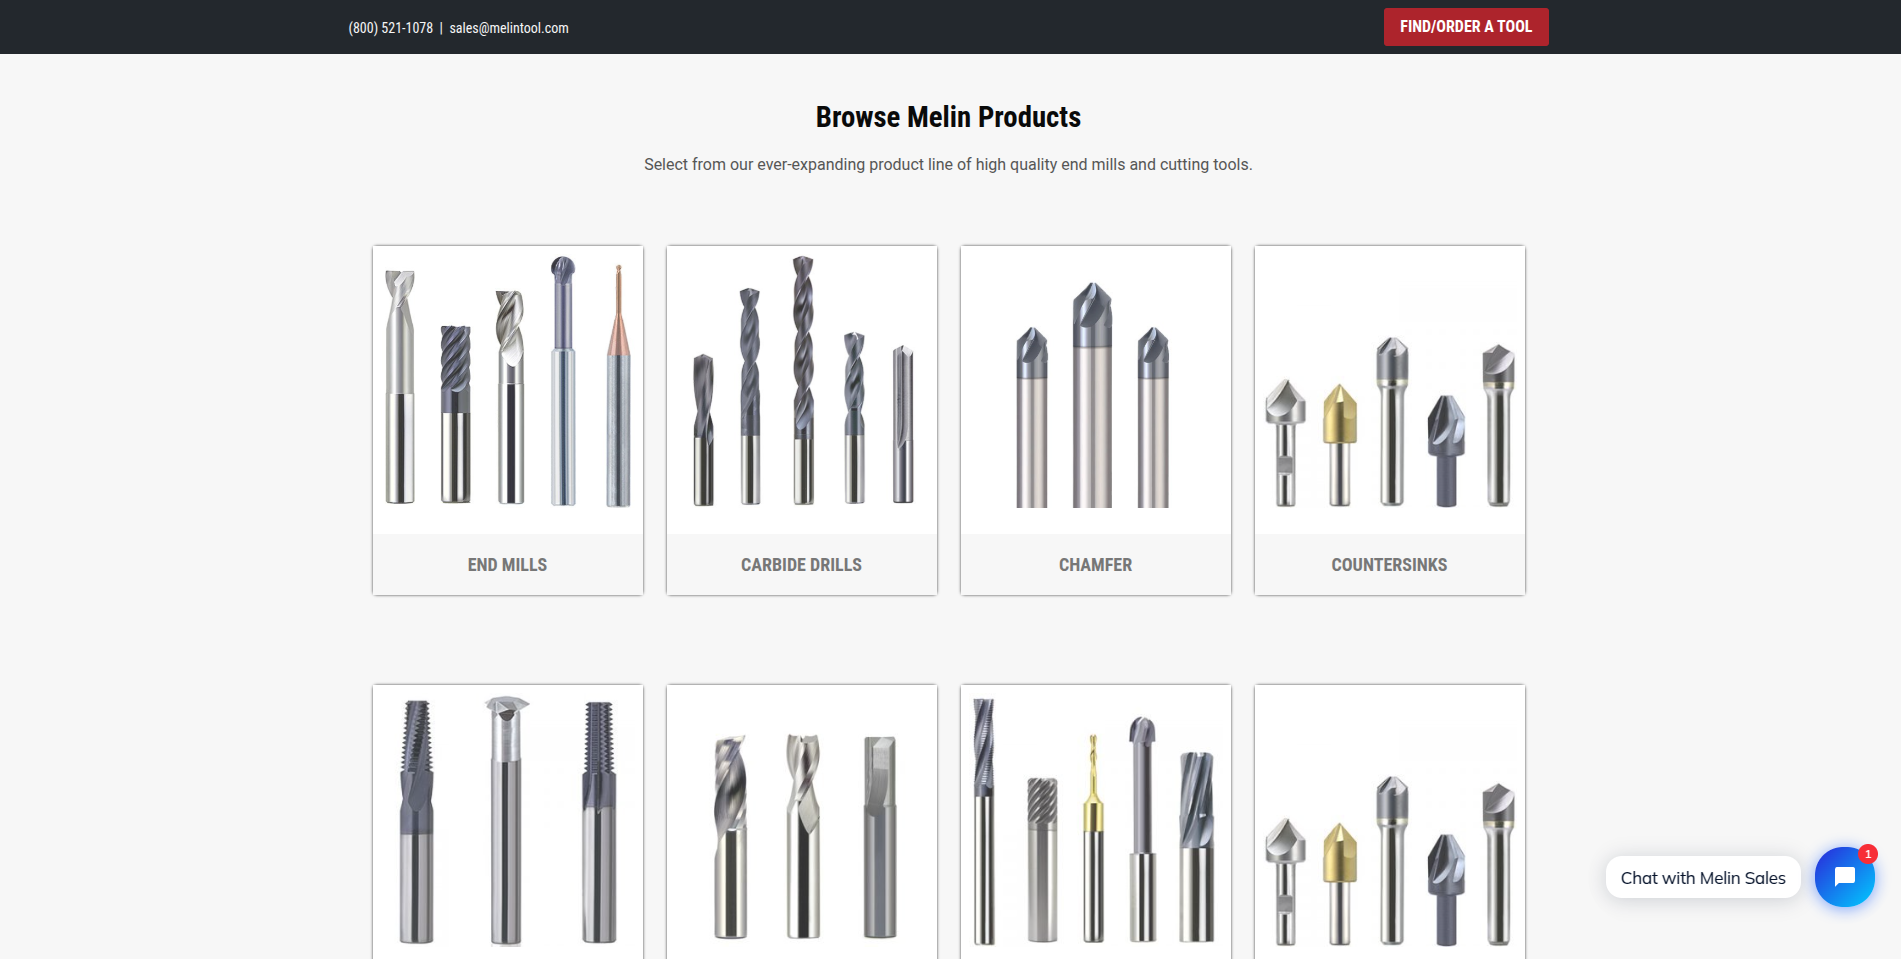 (800) 521-1078 | sales@melintool.com
FIND/ORDER A TOOL
Browse Melin Products
Select from our ever-expanding product line of high quality end mills and cutting tools.
END MILLS
CARBIDE DRILLS
CHAMFER
COUNTERSINKS
Chat with Melin Sales
1